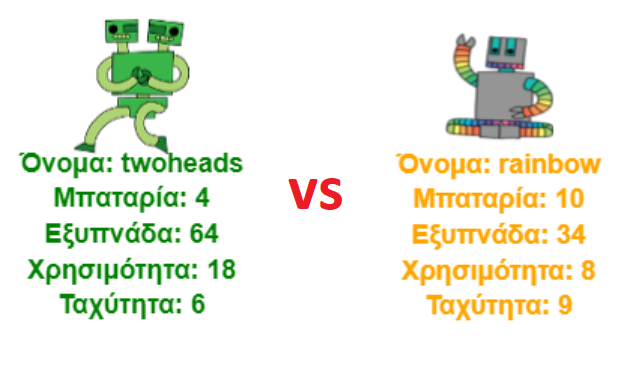 Όνομα: twoheads
Μπαταρία: 4
Εξυπνάδα: 64
Χρησιμότητα: 18
Ταχύτητα: 6
vs
Όνομα: rainbow
Μπαταρία: 10
Εξυπνάδα: 34
Χρησιμότητα: 8
Ταχύτητα: 9